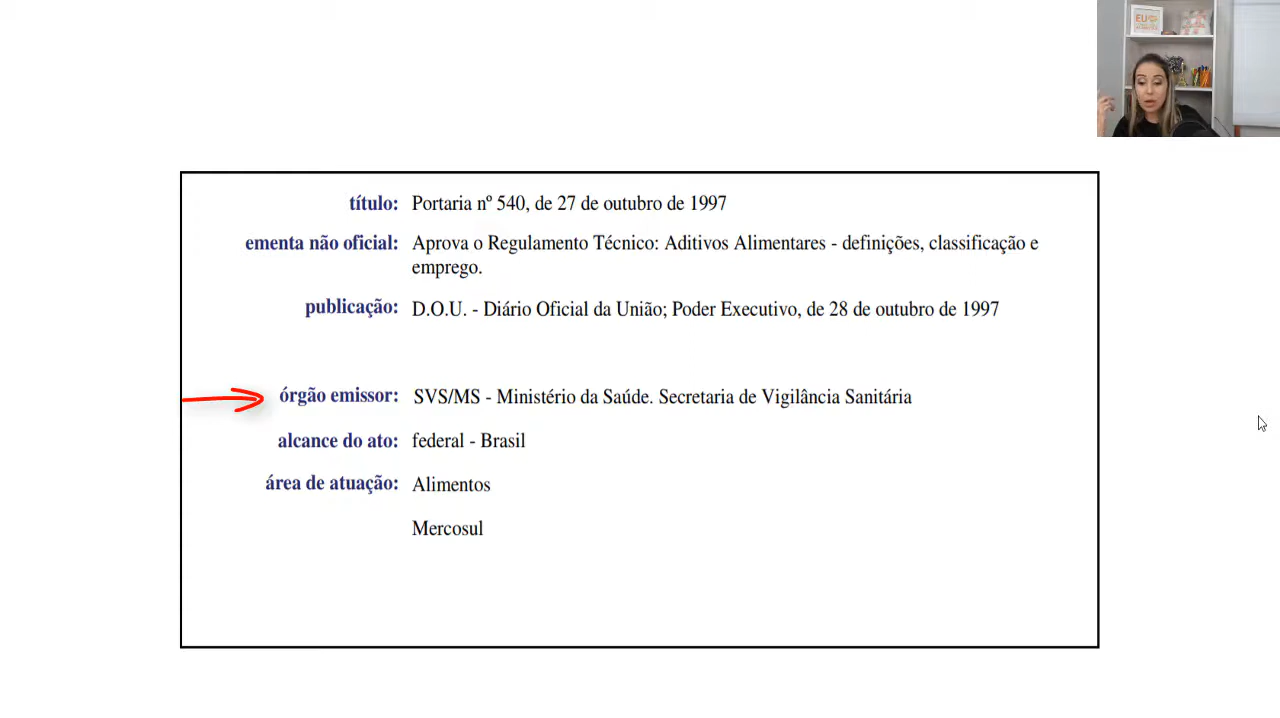 EU
título: Portaria nº 540, de 27 de outubro de 1997
ementa não oficial: Aprova o Regulamento Técnico: Aditivos Alimentares - definições, classificação e
emprego.
publicação: D.O.U. - Diário Oficial da União; Poder Executivo, de 28 de outubro de 1997
órgão emissor: SVS/MS - Ministério da Saúde. Secretaria de Vigilância Sanitária
alcance do ato: federal - Brasil
área de atuação: Alimentos
Mercosul